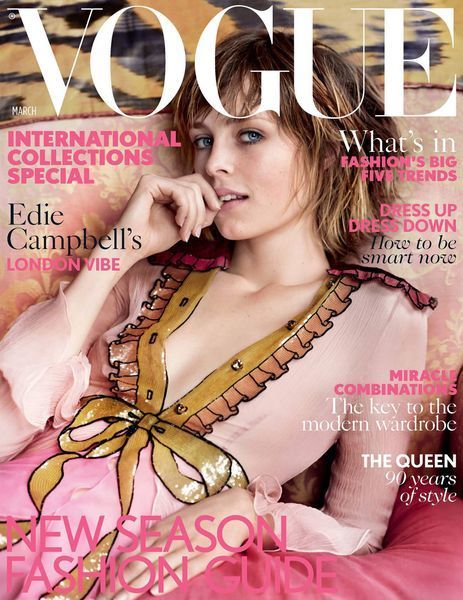 VOGUE
MARCH
INTERNATIONAL
COLLECTIONS
SPECIAL
Edie
Campbell's
LONDON VIBE
What's in
FASHION'S BIG
FIVE TRENDS
DRESS UP
DRESS DOWN
How to be
smart now
MIRACLE
COMBINATIONS
The key to the
modern wardrobe
THE QUEEN
90 years
of style
NEW SEASON
FASHION GUIDE